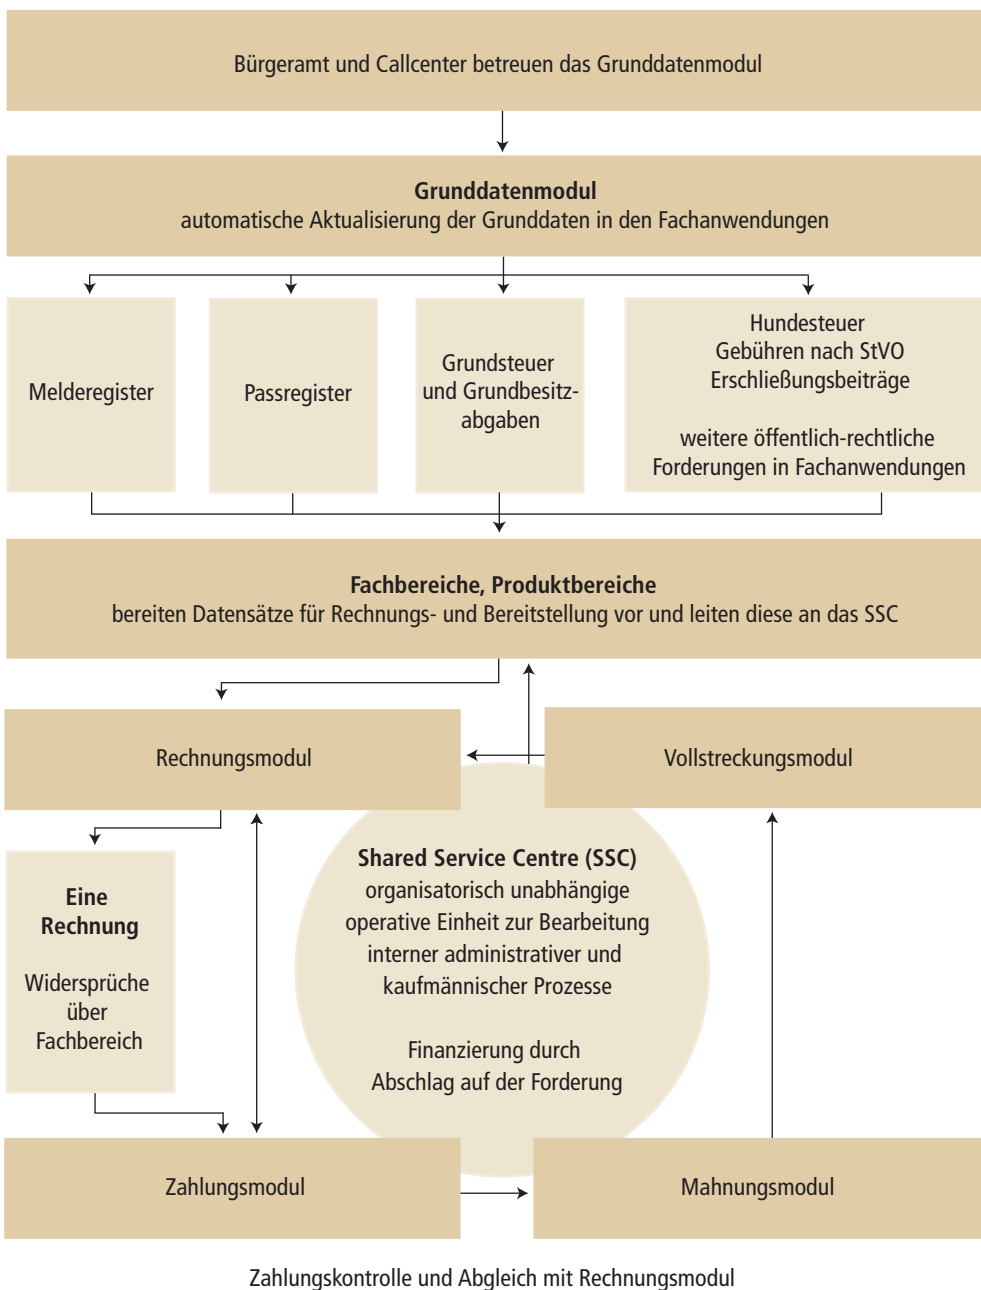 Bürgeramt und Callcenter betreuen das Grunddatenmodul
Grunddatenmodul
automatische Aktualisierung der Grunddaten in den Fachanwendungen
Melderegister
Passregister
Grundsteuer
und Grundbesitz-
abgaben
Hundesteuer
Gebühren nach StVO
Erschließungsbeiträge
weitere öffentlich-rechtliche
Forderungen in Fachanwendungen
Fachbereiche, Produktbereiche
bereiten Datensätze für Rechnungs- und Bereitstellung vor und leiten diese an das SSC
Rechnungsmodul
Vollstreckungsmodul
Eine
Rechnung
Widersprüche
über
Fachbereich
Shared Service Centre (SSC)
organisatorisch unabhängige
operative Einheit zur Bearbeitung
interner administrativer und
kaufmännischer Prozesse
Finanzierung durch
Abschlag auf der Forderung
Zahlungsmodul
Mahnungsmodul
Zahlungskontrolle und Abgleich mit Rechnungsmodul